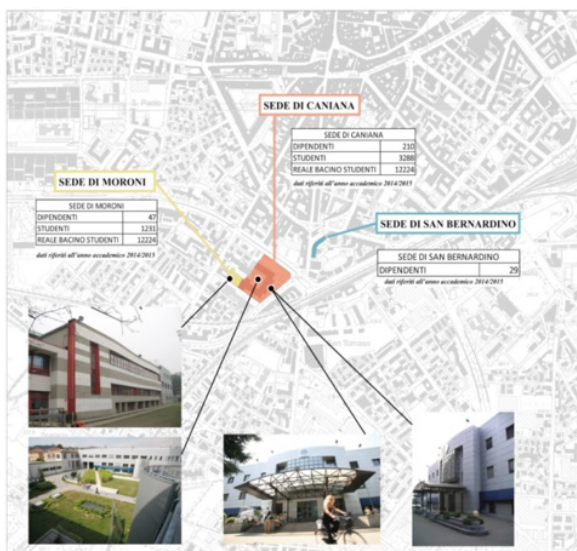 SEDE DI CANIANA
SEDE DI CANIANA
DIPENDENTI 210
STUDENTI 3288
REALE BACINO STUDENTI 12224
dati riferiti all'anno accademico 2014/2015
SEDE DI MORONI
SEDE DI MORONI
DIPENDENTI 47
STUDENTI 1231
REALE BACINO STUDENTI 12224
dati riferiti all'anno accademico 2014/2015
SEDE DI SAN BERNARDINO
SEDE DI SAN BERNARDINO
DIPENDENTI 29
dati riferiti all'anno accademico 2014/2015